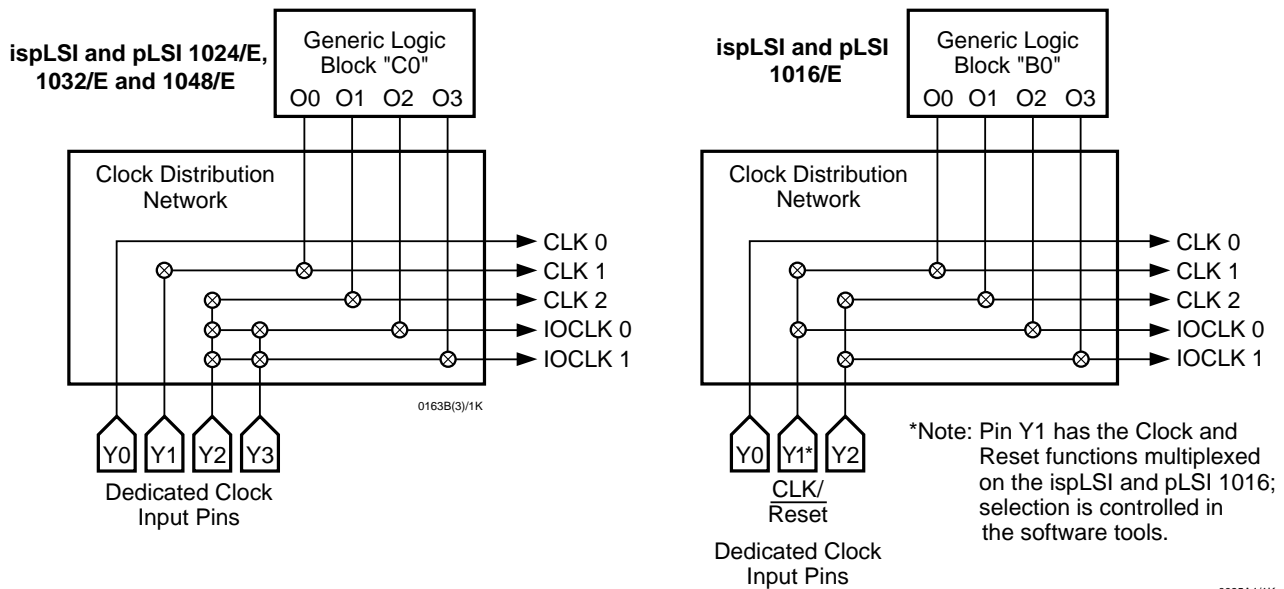 ispLSI and pLSI 1024/E,
1032/E and 1048/E
Generic Logic
Block "C0"
O0 O1 O2 O3
Clock Distribution
Network
CLK 0
CLK 1
CLK 2
IOCLK 0
IOCLK 1
0163B(3)/1K
Y0 Y1 Y2 Y3
Dedicated Clock
Input Pins
ispLSI and pLSI
1016/E
Generic Logic
Block "B0"
O0 O1 O2 O3
Clock Distribution
Network
CLK 0
CLK 1
CLK 2
IOCLK 0
IOCLK 1
Y0 Y1* Y2
CLK/
Reset
Dedicated Clock
Input Pins
*Note: Pin Y1 has the Clock and
Reset functions multiplexed
on the ispLSI and pLSI 1016;
selection is controlled in
the software tools.